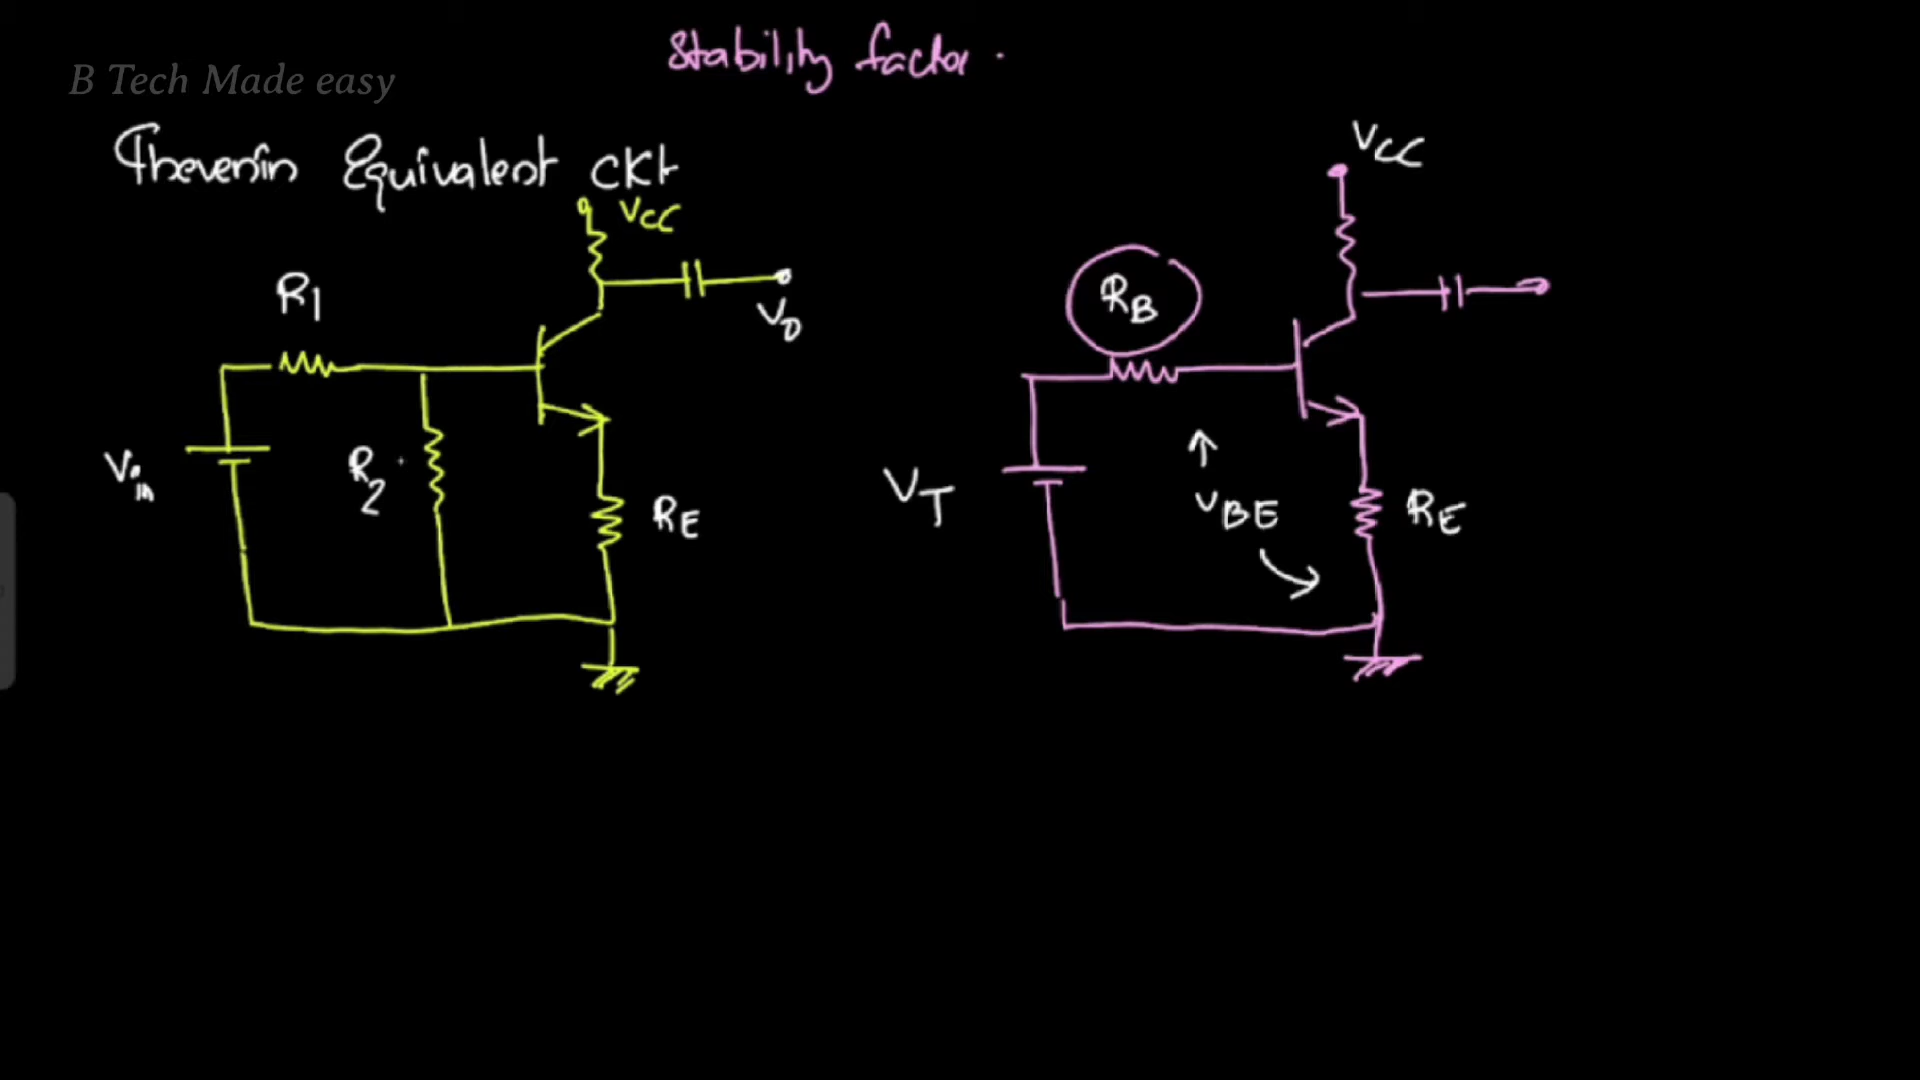 Stability factor.
B Tech Made easy
Thevenin Equivalent CKt
VCC
VCC
R1
RB
VO
Vin
R2
RE
VT
VBE
RE